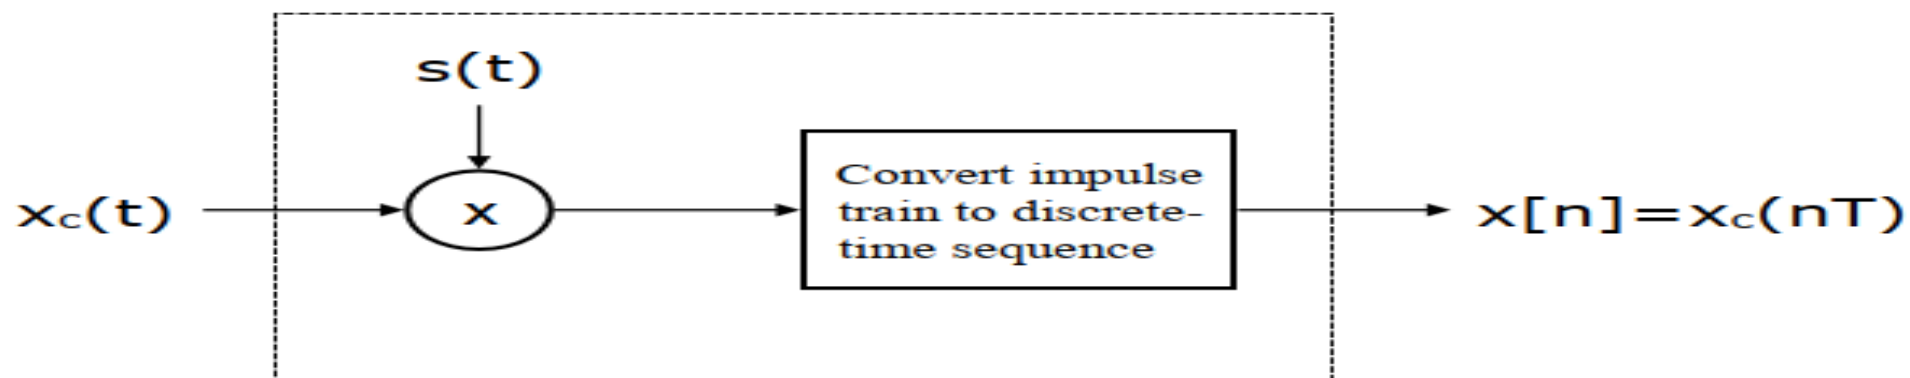 s(t)
xc(t)
x
Convert impulse
train to discrete-
time sequence
x[n]=xc(nT)